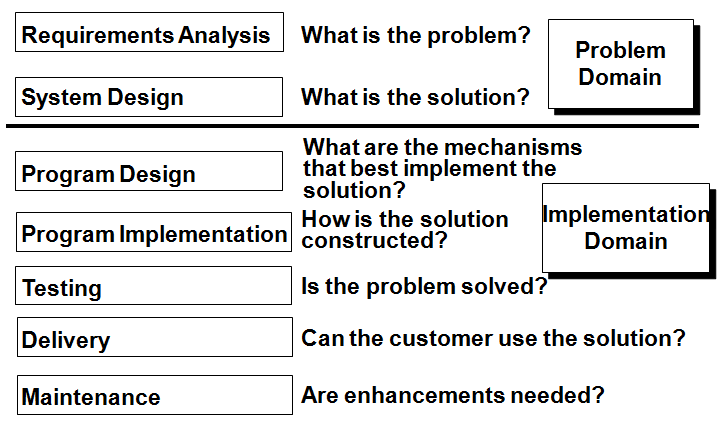 Requirements Analysis
What is the problem?
Problem
Domain
System Design
What is the solution?
Program Design
What are the mechanisms
that best implement the
solution?
Implementation
Domain
Program Implementation
How is the solution
constructed?
Testing
Is the problem solved?
Delivery
Can the customer use the solution?
Maintenance
Are enhancements needed?